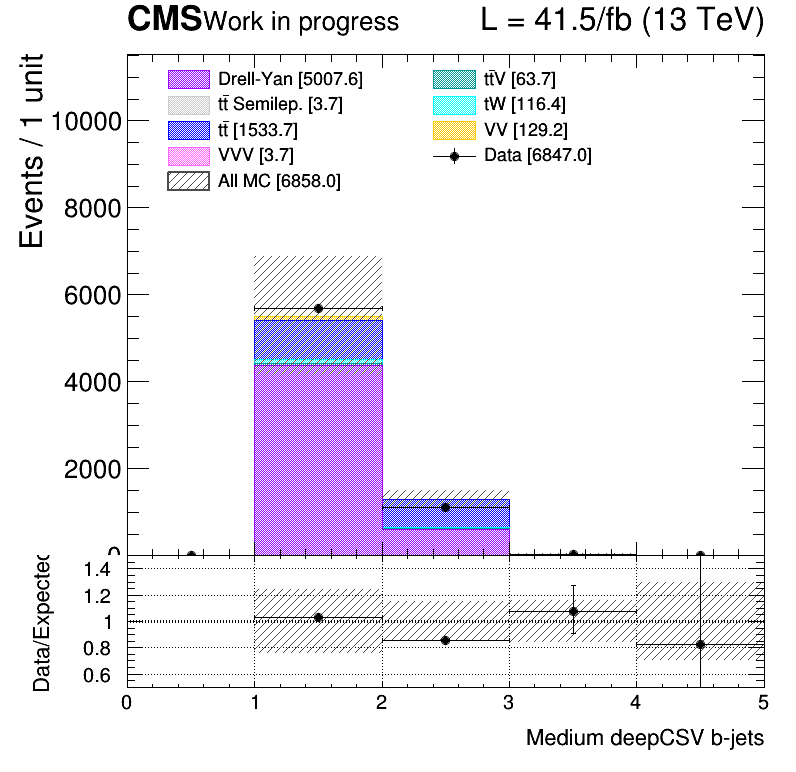 CMS Work in progress L = 41.5/fb (13 TeV)
Events / 1 unit
Drell-Yan [5007.6]
tt̄ Semilep. [3.7]
tt̄ [1533.7]
VVV [3.7]
All MC [6858.0]
tt̄V [63.7]
tW [116.4]
VV [129.2]
Data [6847.0]
10000
8000
6000
4000
2000
0
Data/Expected
1.4
1.2
1
0.8
0.6
0 1 2 3 4 5
Medium deepCSV b-jets